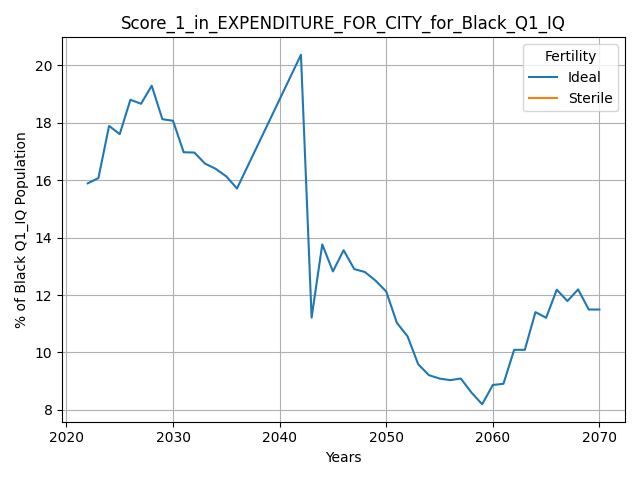 Score_1_in_EXPENDITURE_FOR_CITY_for_Black_Q1_IQ
Fertility
Ideal
Sterile
% of Black Q1_IQ Population
20
18
16
14
12
10
8
2020 2030 2040 2050 2060 2070
Years